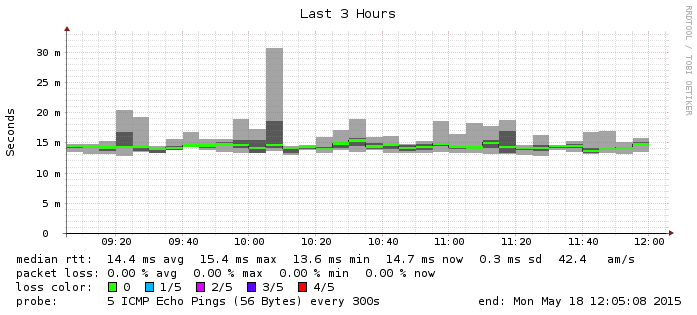 Last 3 Hours
RRDTOOL / TOBI OETIKER
Seconds
30 m
25 m
20 m
15 m
10 m
5 m
0
09:20 09:40 10:00 10:20 10:40 11:00 11:20 11:40 12:00
median rtt: 14.4 ms avg 15.4 ms max 13.6 ms min 14.7 ms now 0.3 ms sd 42.4 am/s
packet loss: 0.00 % avg 0.00 % max 0.00 % min 0.00 % now
loss color: 0 1/5 2/5 3/5 4/5
probe: 5 ICMP Echo Pings (56 Bytes) every 300s end: Mon May 18 12:05:08 2015